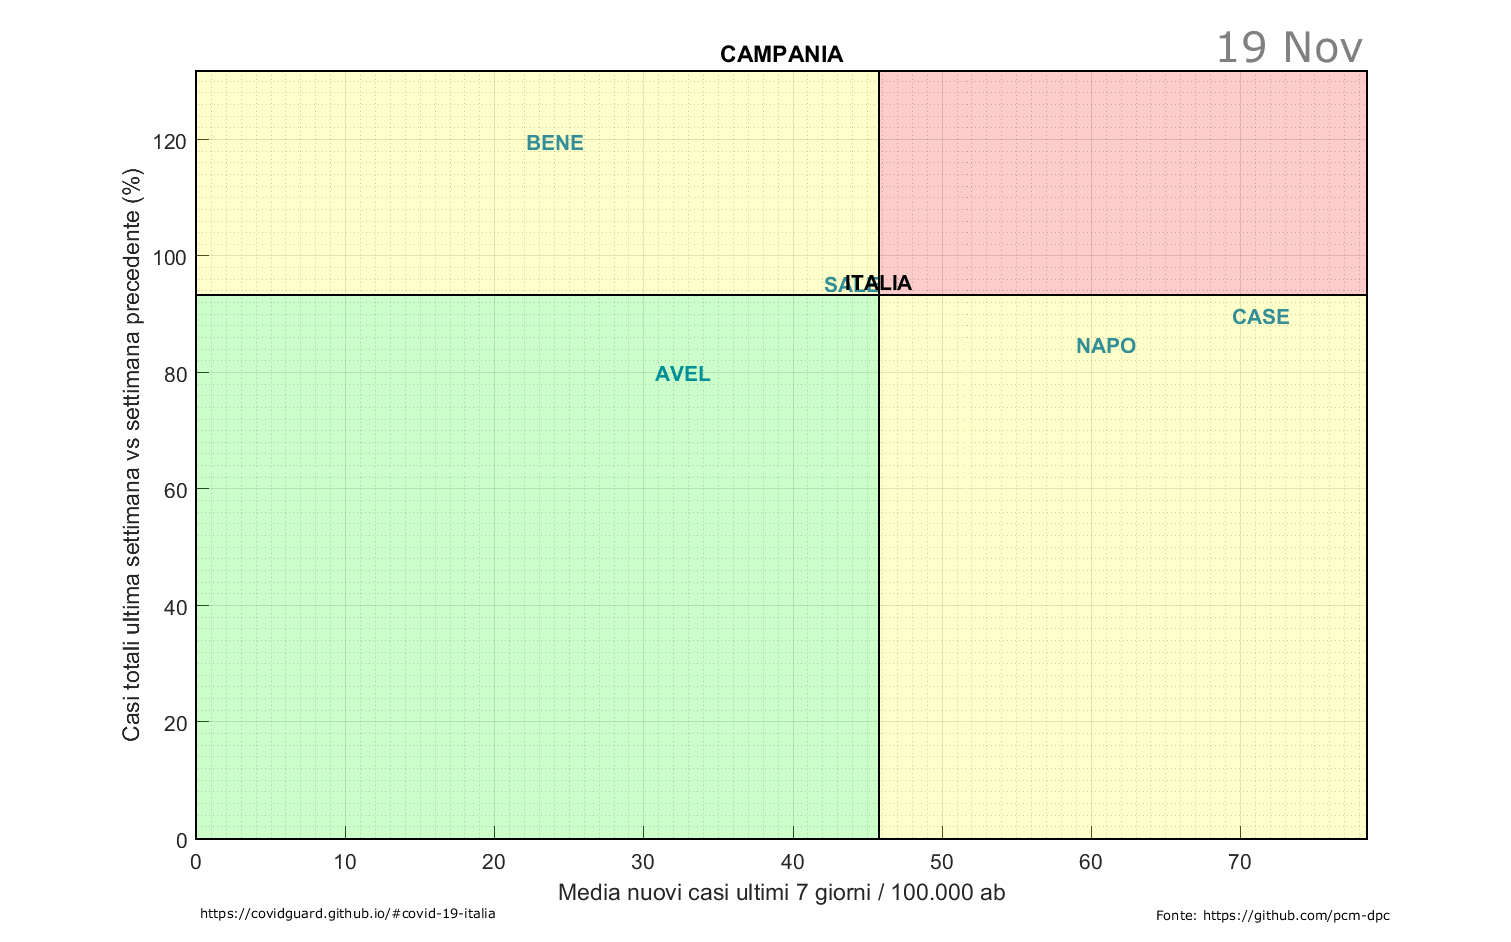 19 Nov
CAMPANIA
Casi totali ultima settimana vs settimana precedente (%)
120
100
80
60
40
20
0
BENE
SALE
ITALIA
CASE
NAPO
AVEL
0 10 20 30 40 50 60 70
Media nuovi casi ultimi 7 giorni / 100.000 ab
https://covidguard.github.io/#covid-19-italia
Fonte: https://github.com/pcm-dpc